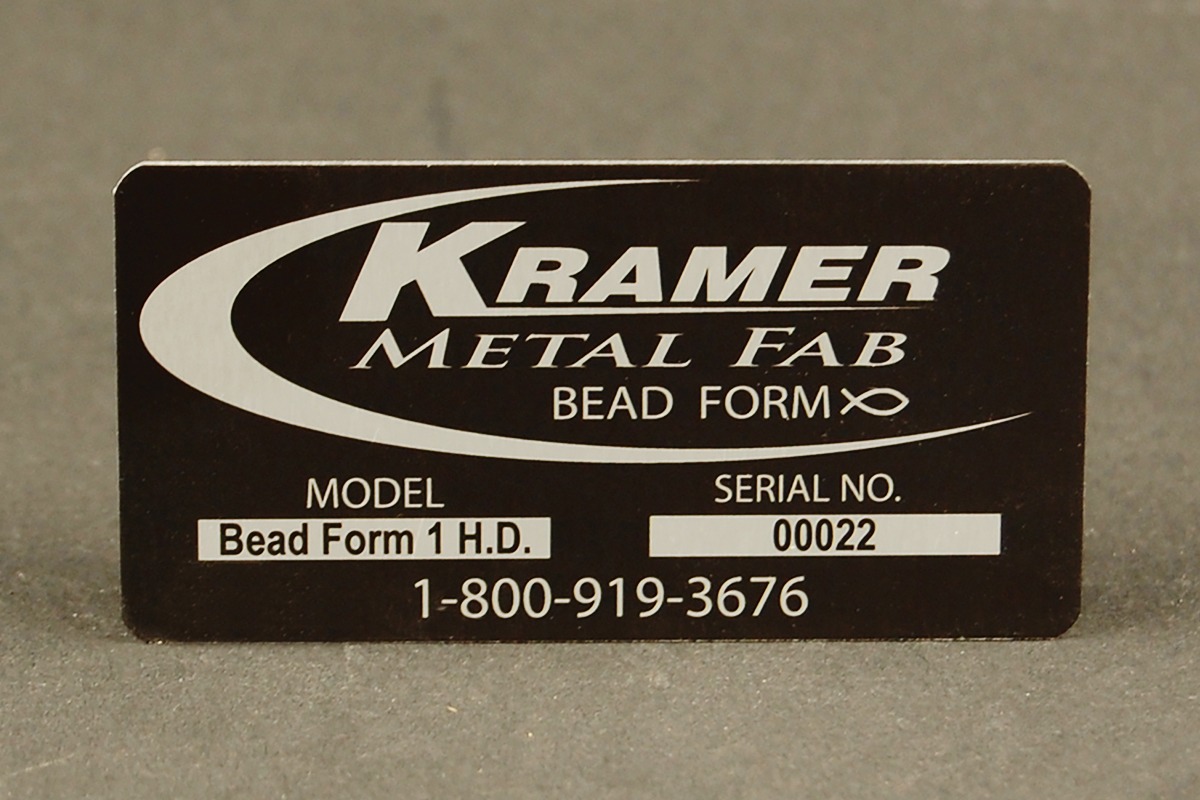 KRAMER
METAL FAB
BEAD FORM
MODEL
SERIAL NO.
Bead Form 1 H.D.
00022
1-800-919-3676